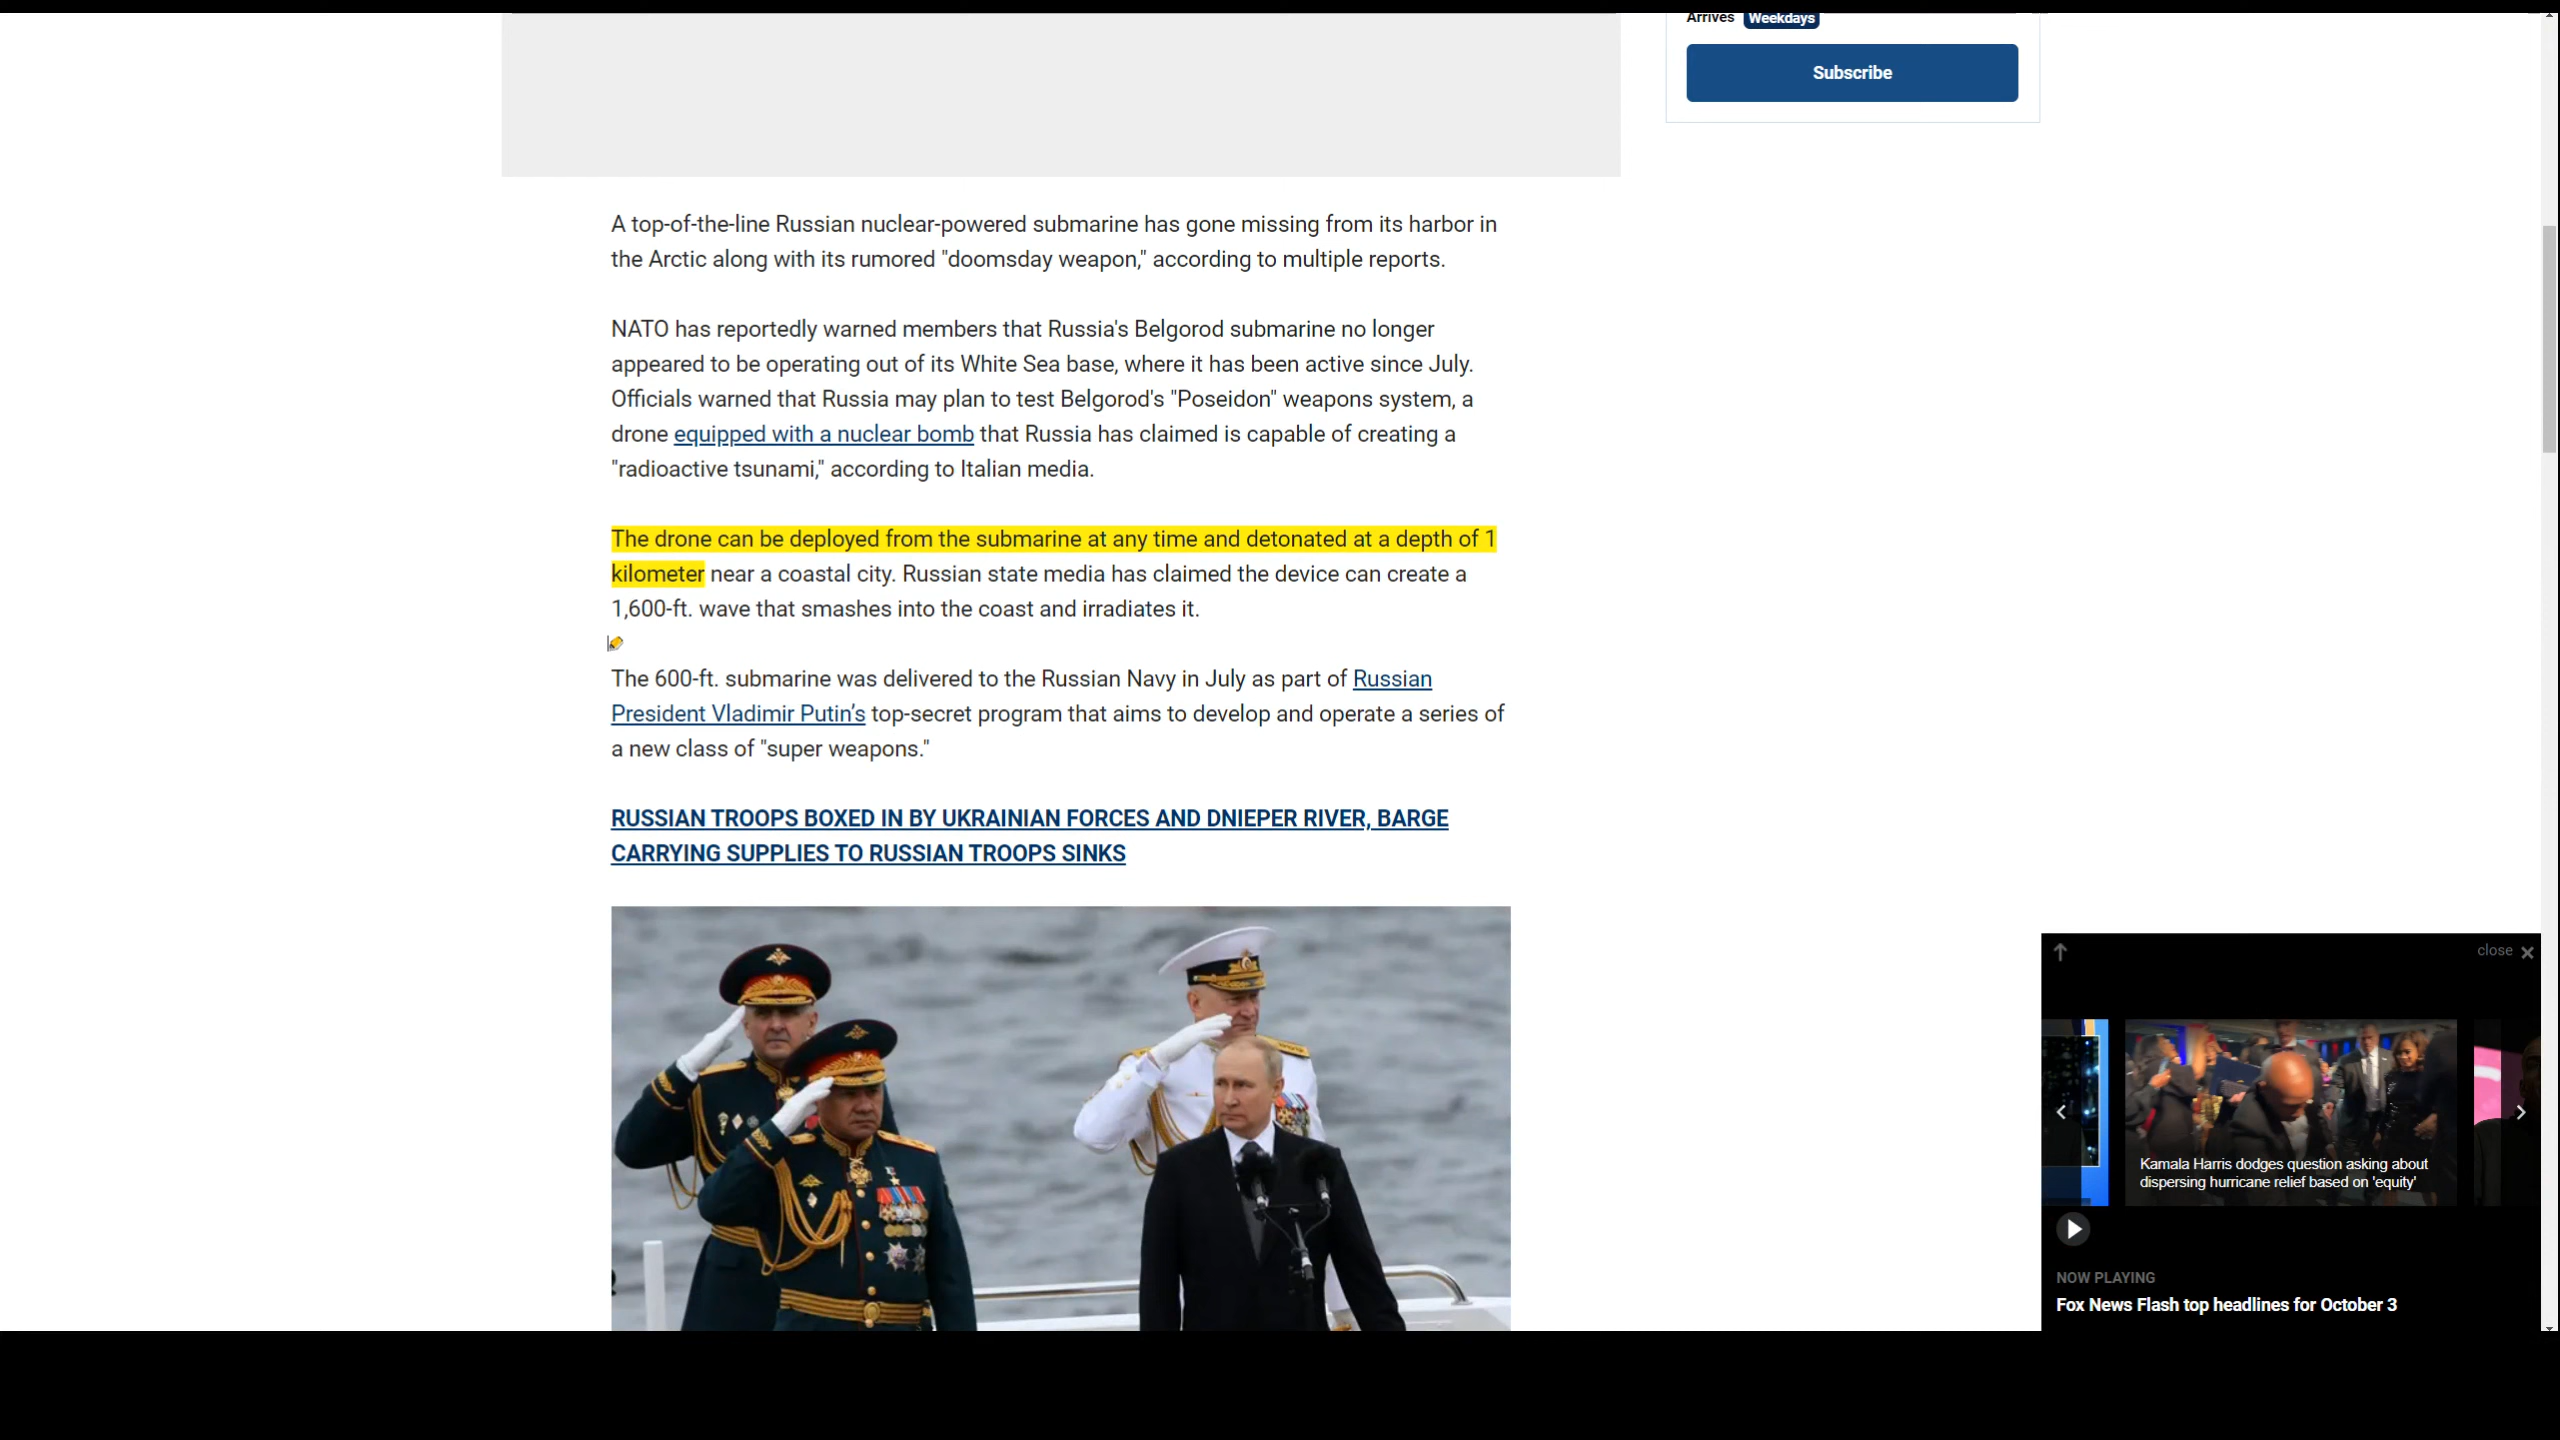 Arrives Weekdays
Subscribe
A top-of-the-line Russian nuclear-powered submarine has gone missing from its harbor in
the Arctic along with its rumored "doomsday weapon," according to multiple reports.
NATO has reportedly warned members that Russia's Belgorod submarine no longer
appeared to be operating out of its White Sea base, where it has been active since July.
Officials warned that Russia may plan to test Belgorod's "Poseidon" weapons system, a
drone equipped with a nuclear bomb that Russia has claimed is capable of creating a
"radioactive tsunami," according to Italian media.
The drone can be deployed from the submarine at any time and detonated at a depth of 1
kilometer near a coastal city. Russian state media has claimed the device can create a
1,600-ft. wave that smashes into the coast and irradiates it.
The 600-ft. submarine was delivered to the Russian Navy in July as part of Russian
President Vladimir Putin’s top-secret program that aims to develop and operate a series of
a new class of "super weapons."
RUSSIAN TROOPS BOXED IN BY UKRAINIAN FORCES AND DNIEPER RIVER, BARGE
CARRYING SUPPLIES TO RUSSIAN TROOPS SINKS
close
Kamala Harris dodges question asking about
dispersing hurricane relief based on 'equity'
NOW PLAYING
Fox News Flash top headlines for October 3